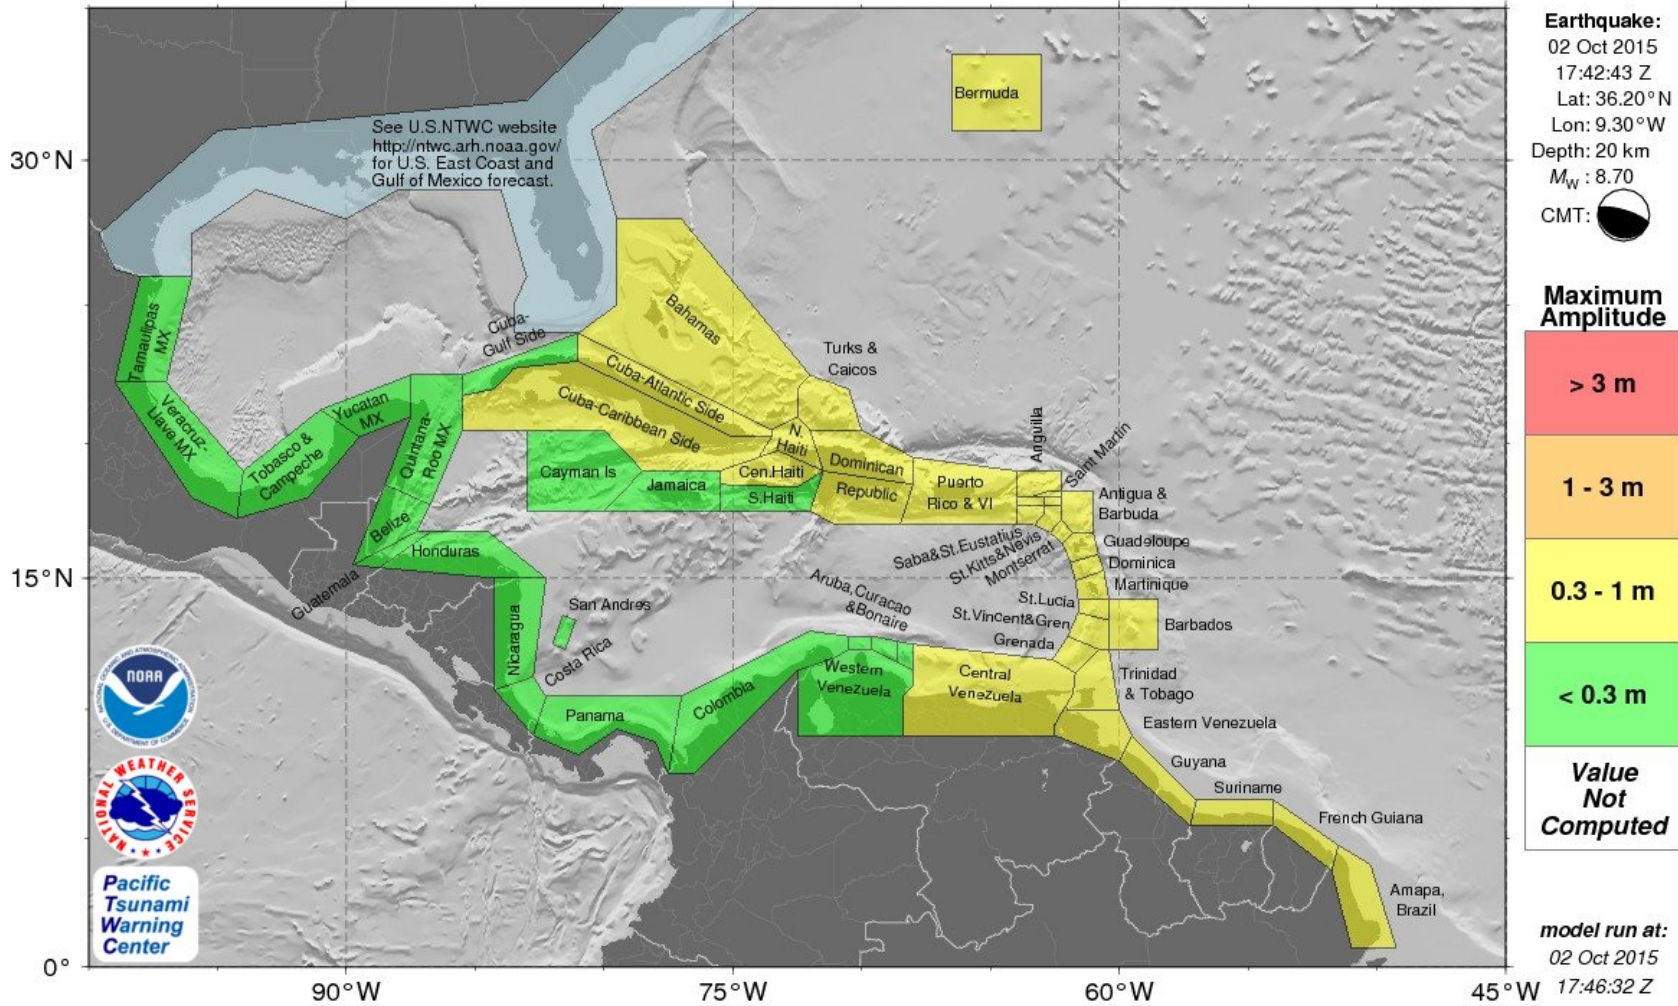 Earthquake:
02 Oct 2015
17:42:43 Z
Lat: 36.20°N
Lon: 9.30°W
Depth: 20 km
MW : 8.70
CMT:
Maximum
Amplitude
> 3 m
1 - 3 m
0.3 - 1 m
< 0.3 m
Value
Not
Computed
model run at:
02 Oct 2015
17:46:32 Z
30°N
15°N
0°
90°W
75°W
60°W
45°W
See U.S.NTWC website
http://ntwc.arh.noaa.gov/
for U.S. East Coast and
Gulf of Mexico forecast.
Bermuda
Bahamas
Turks &
Caicos
Cuba-
Gulf Side
Cuba-Atlantic Side
Cuba-Caribbean Side
Tamaulipas
MX
Veracruz-
Llave MX
Tobasco &
Campeche
Yucatan
MX
Quintana-
Roo MX
Belize
Honduras
Guatemala
Nicaragua
San Andres
Costa Rica
Panama
Colombia
Cayman Is
Jamaica
N.
Haiti
Cen.Haiti
S.Haiti
Dominican
Republic
Puerto
Rico & VI
Anguilla
Saint Martin
Antigua &
Barbuda
Saba&St.Eustatius
St.Kitts&Nevis
Montserrat
Guadeloupe
Dominica
Martinique
St.Lucia
St.Vincent&Gren
Grenada
Barbados
Aruba,Curacao
&Bonaire
Western
Venezuela
Central
Venezuela
Trinidad
& Tobago
Eastern Venezuela
Guyana
Suriname
French Guiana
Amapa,
Brazil
NATIONAL OCEANIC AND ATMOSPHERIC ADMINISTRATION
NOAA
U.S. DEPARTMENT OF COMMERCE
NATIONAL WEATHER SERVICE
Pacific
Tsunami
Warning
Center